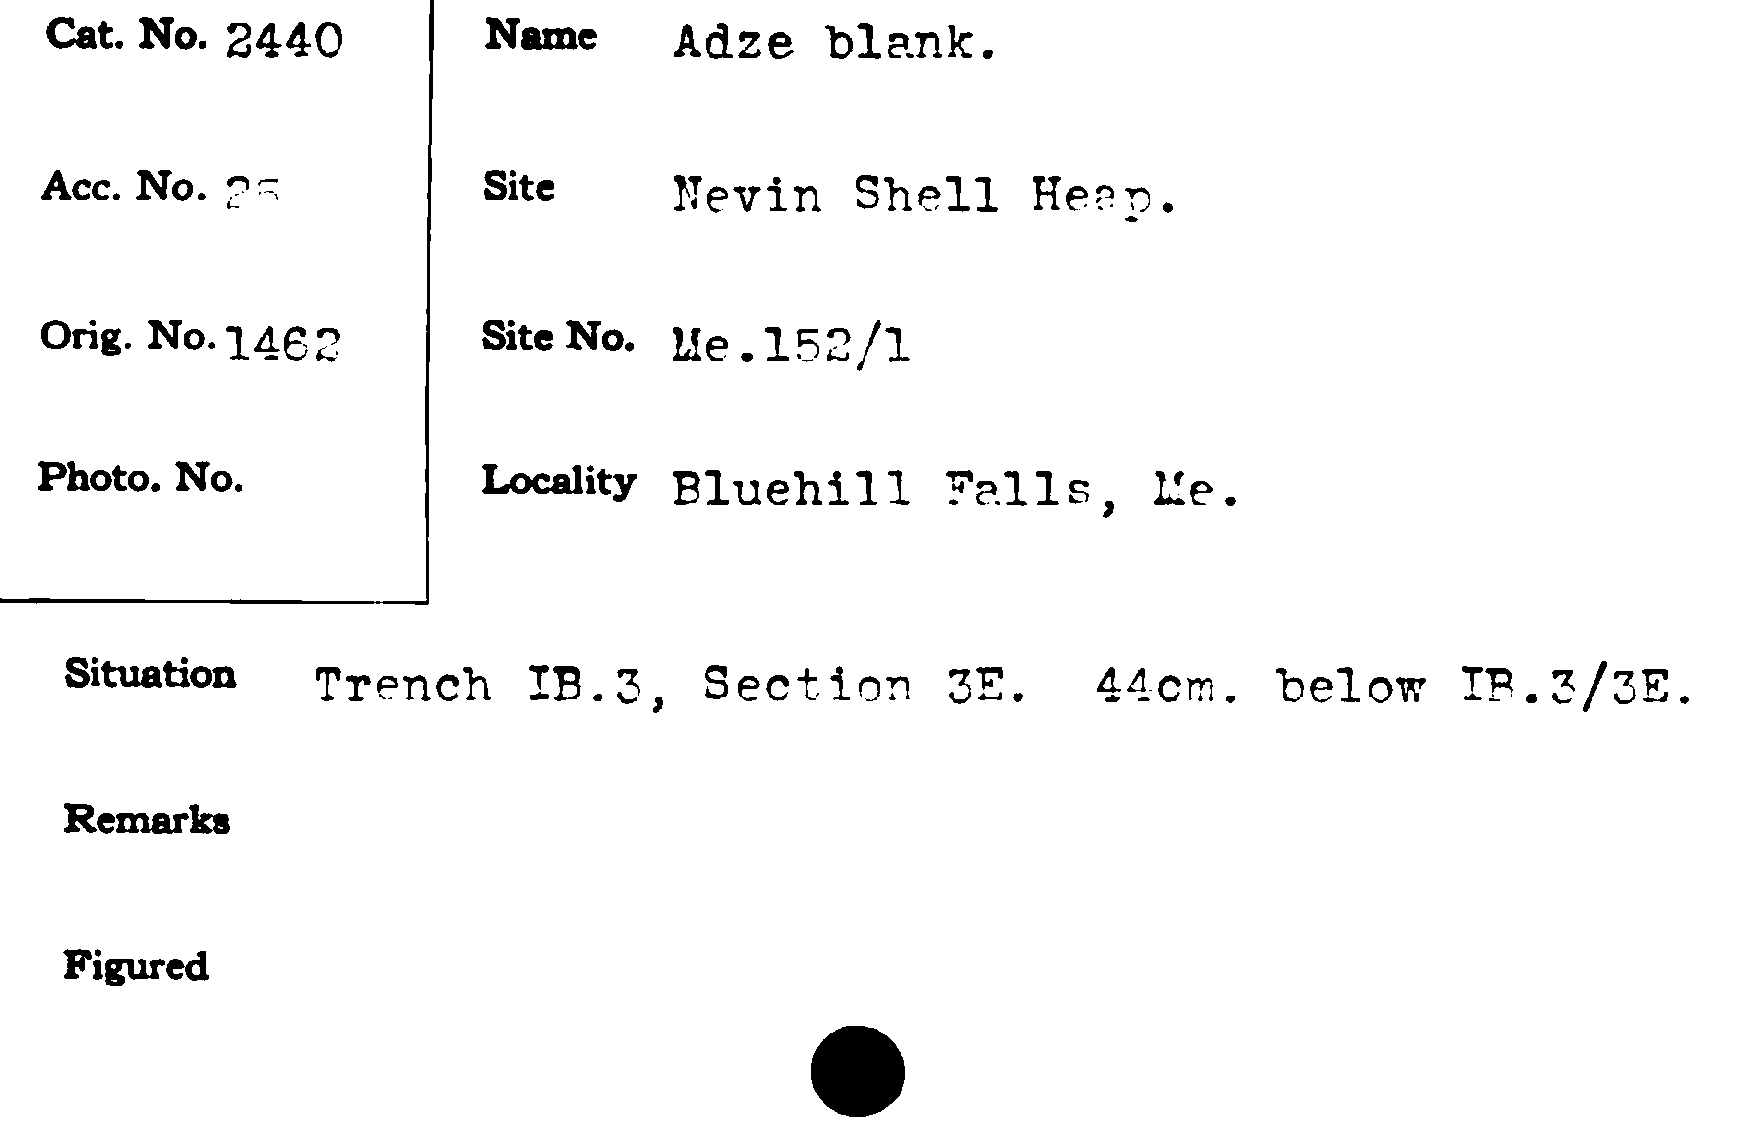 Cat. No. 2440
Name Adze blank.
Acc. No.
Site Nevin Shell Heap.
Orig. No. 1462
Site No. Me.152/1
Photo. No.
Locality Bluehill Falls, Me.
Situation Trench IB.3, Section 3E. 44cm. below IB.3/3E.
Remarks
Figured